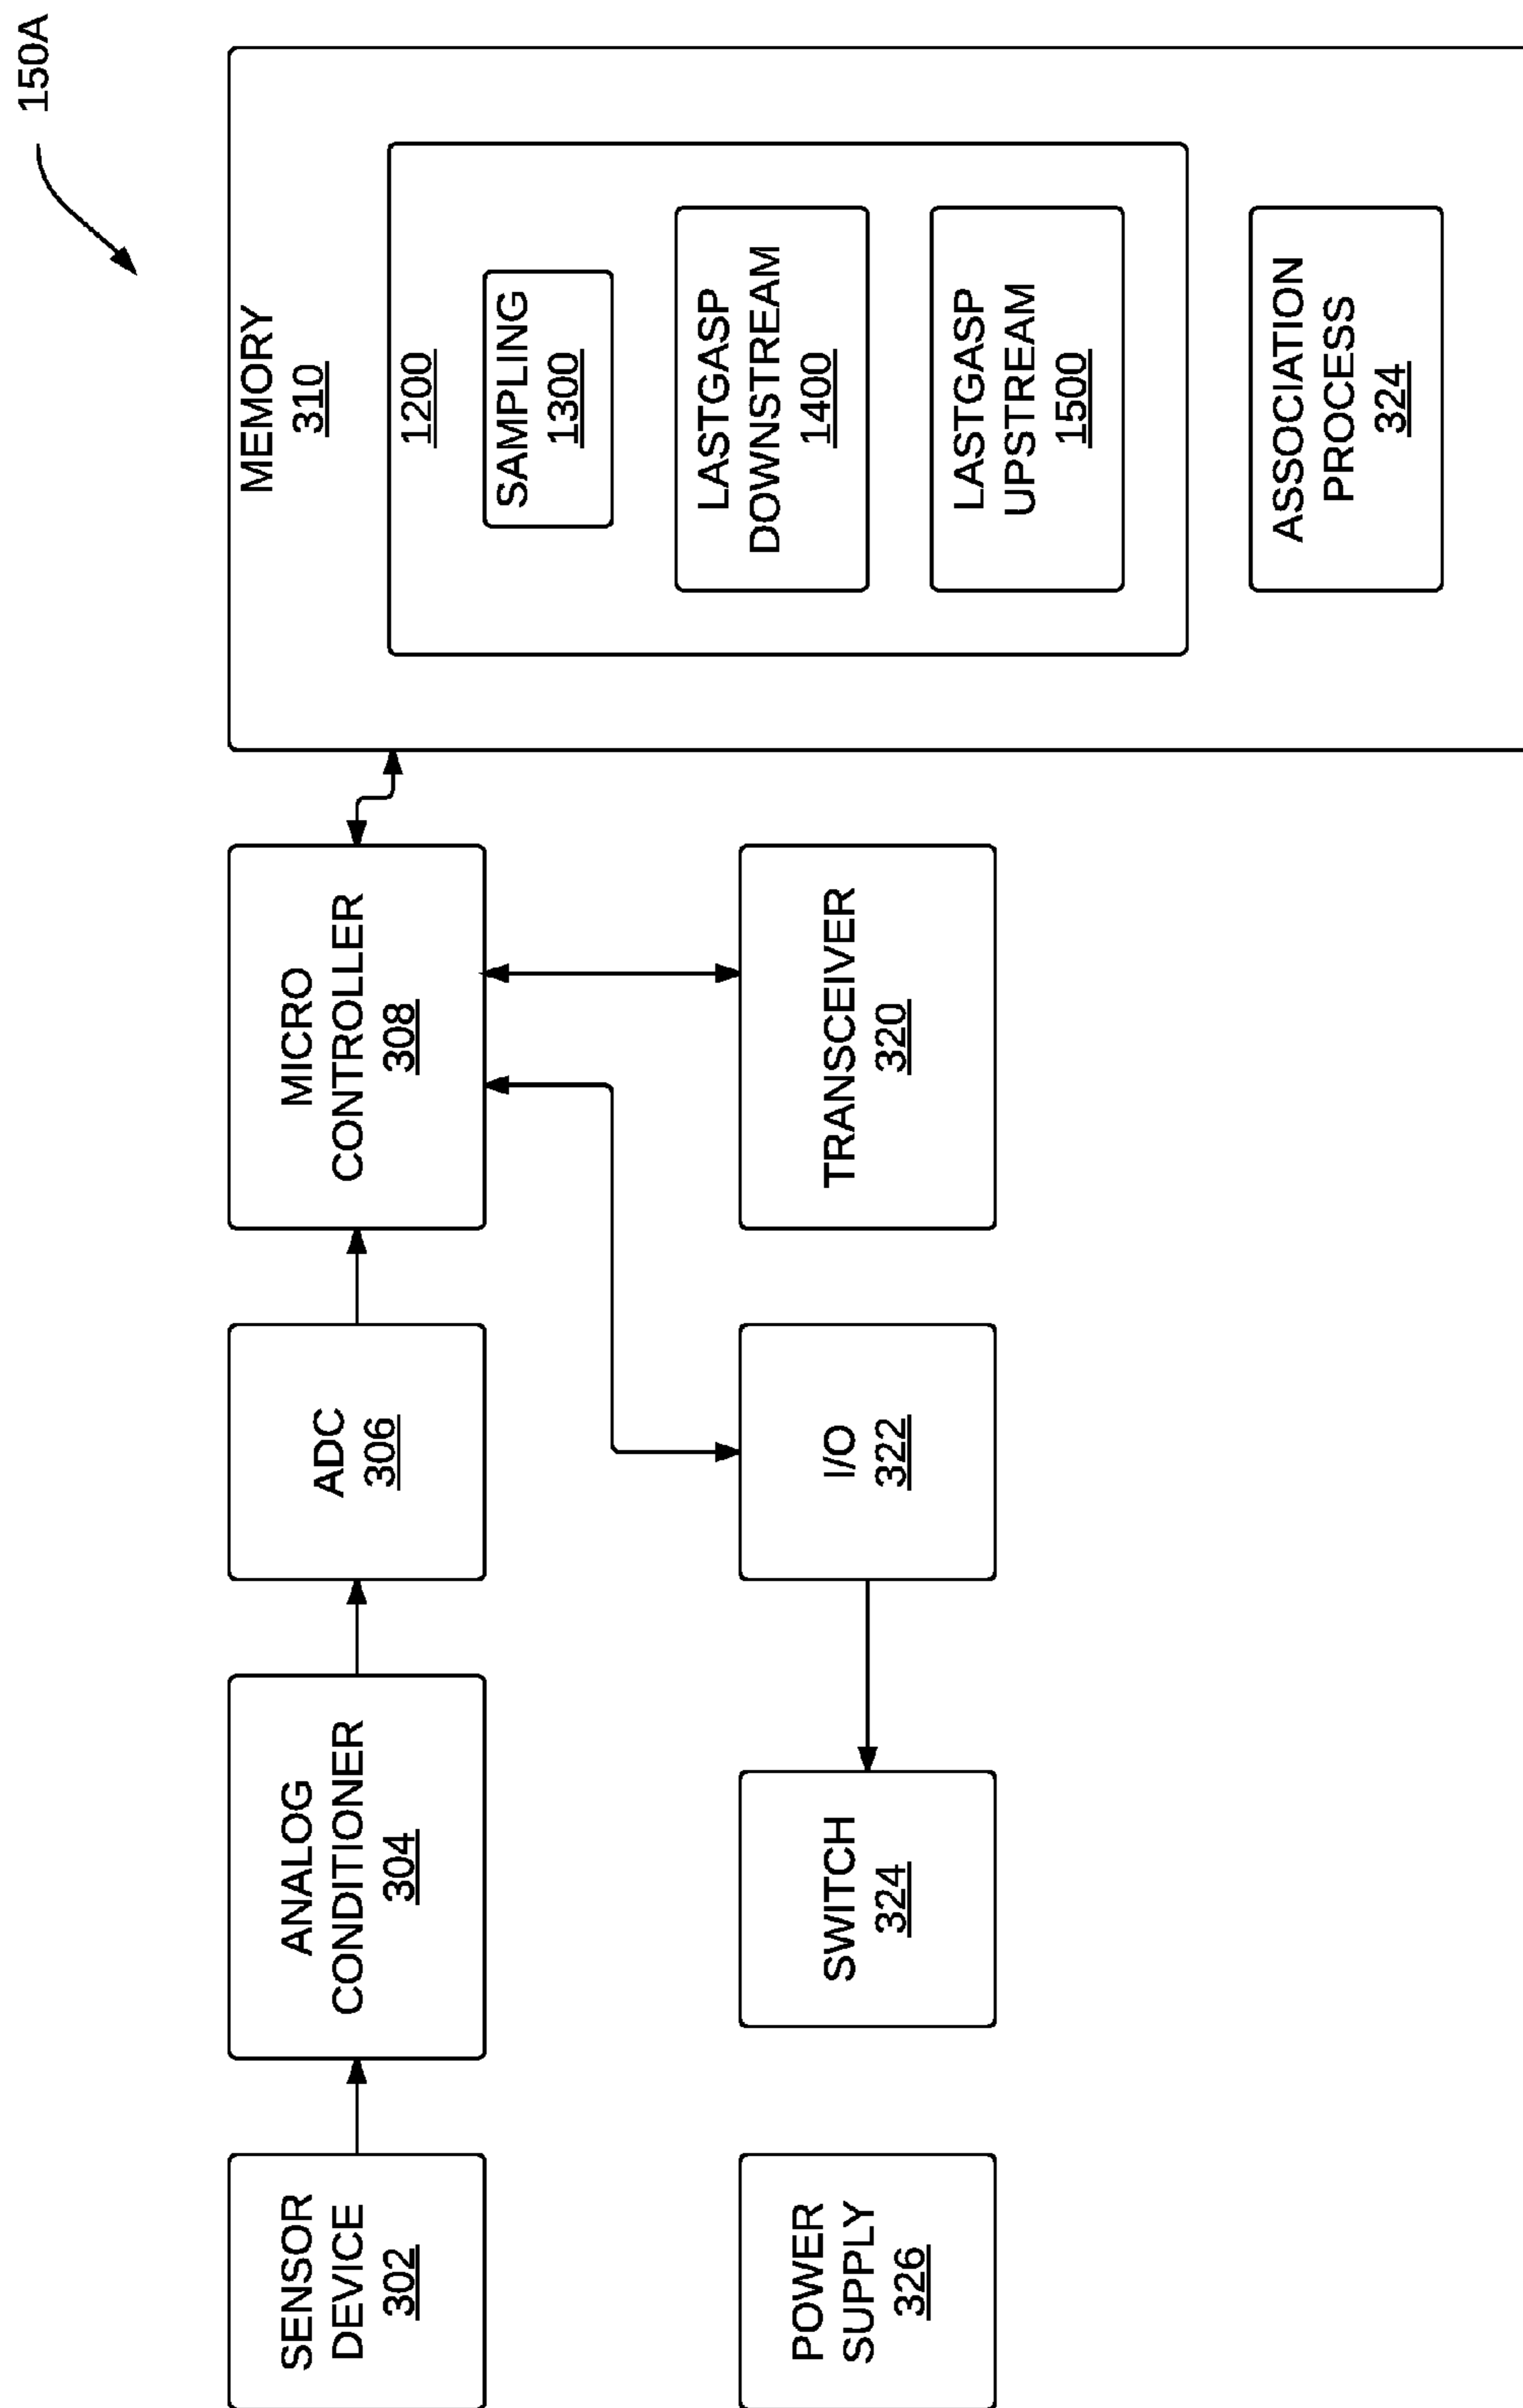 150A
SENSOR
DEVICE
302
ANALOG
CONDITIONER
304
ADC
306
MICRO
CONTROLLER
308
MEMORY
310
1200
SAMPLING
1300
LASTGASP
DOWNSTREAM
1400
LASTGASP
UPSTREAM
1500
ASSOCIATION
PROCESS
324
POWER
SUPPLY
326
SWITCH
324
I/O
322
TRANSCEIVER
320